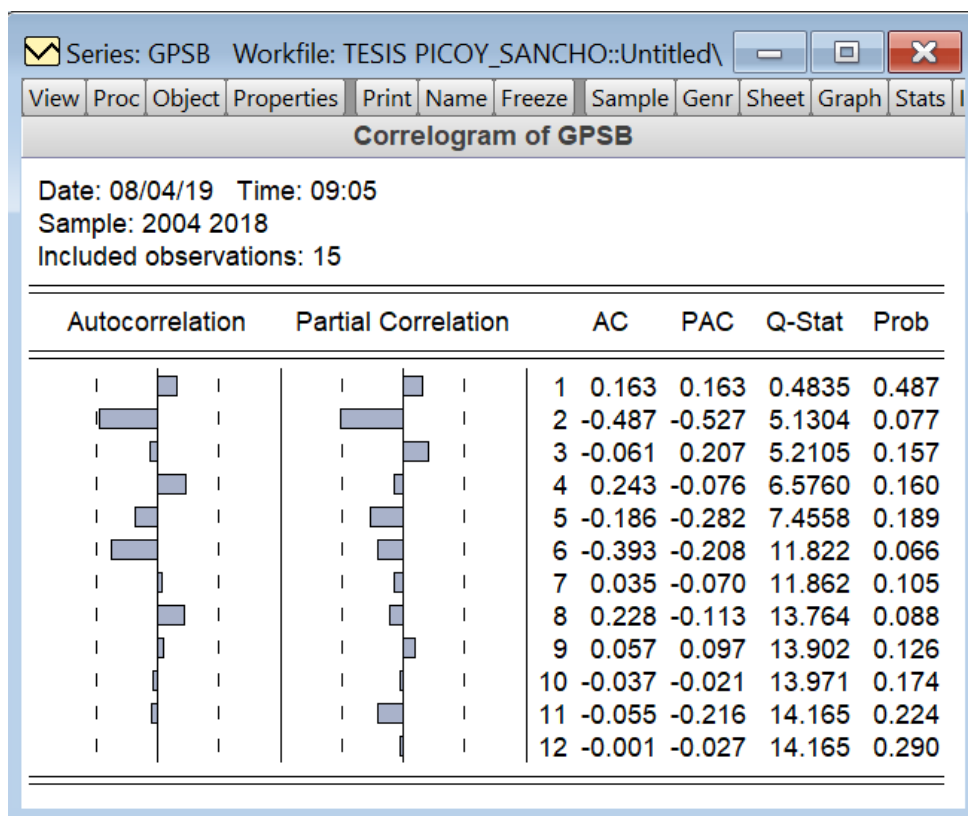 Series: GPSB Workfile: TESIS PICOY_SANCHO::Untitled\
View Proc Object Properties Print Name Freeze Sample Genr Sheet Graph Stats
Correlogram of GPSB
Date: 08/04/19 Time: 09:05
Sample: 2004 2018
Included observations: 15
Autocorrelation Partial Correlation AC PAC Q-Stat Prob
1 0.163 0.163 0.4835 0.487
2 -0.487 -0.527 5.1304 0.077
3 -0.061 0.207 5.2105 0.157
4 0.243 -0.076 6.5760 0.160
5 -0.186 -0.282 7.4558 0.189
6 -0.393 -0.208 11.822 0.066
7 0.035 -0.070 11.862 0.105
8 0.228 -0.113 13.764 0.088
9 0.057 0.097 13.902 0.126
10 -0.037 -0.021 13.971 0.174
11 -0.055 -0.216 14.165 0.224
12 -0.001 -0.027 14.165 0.290